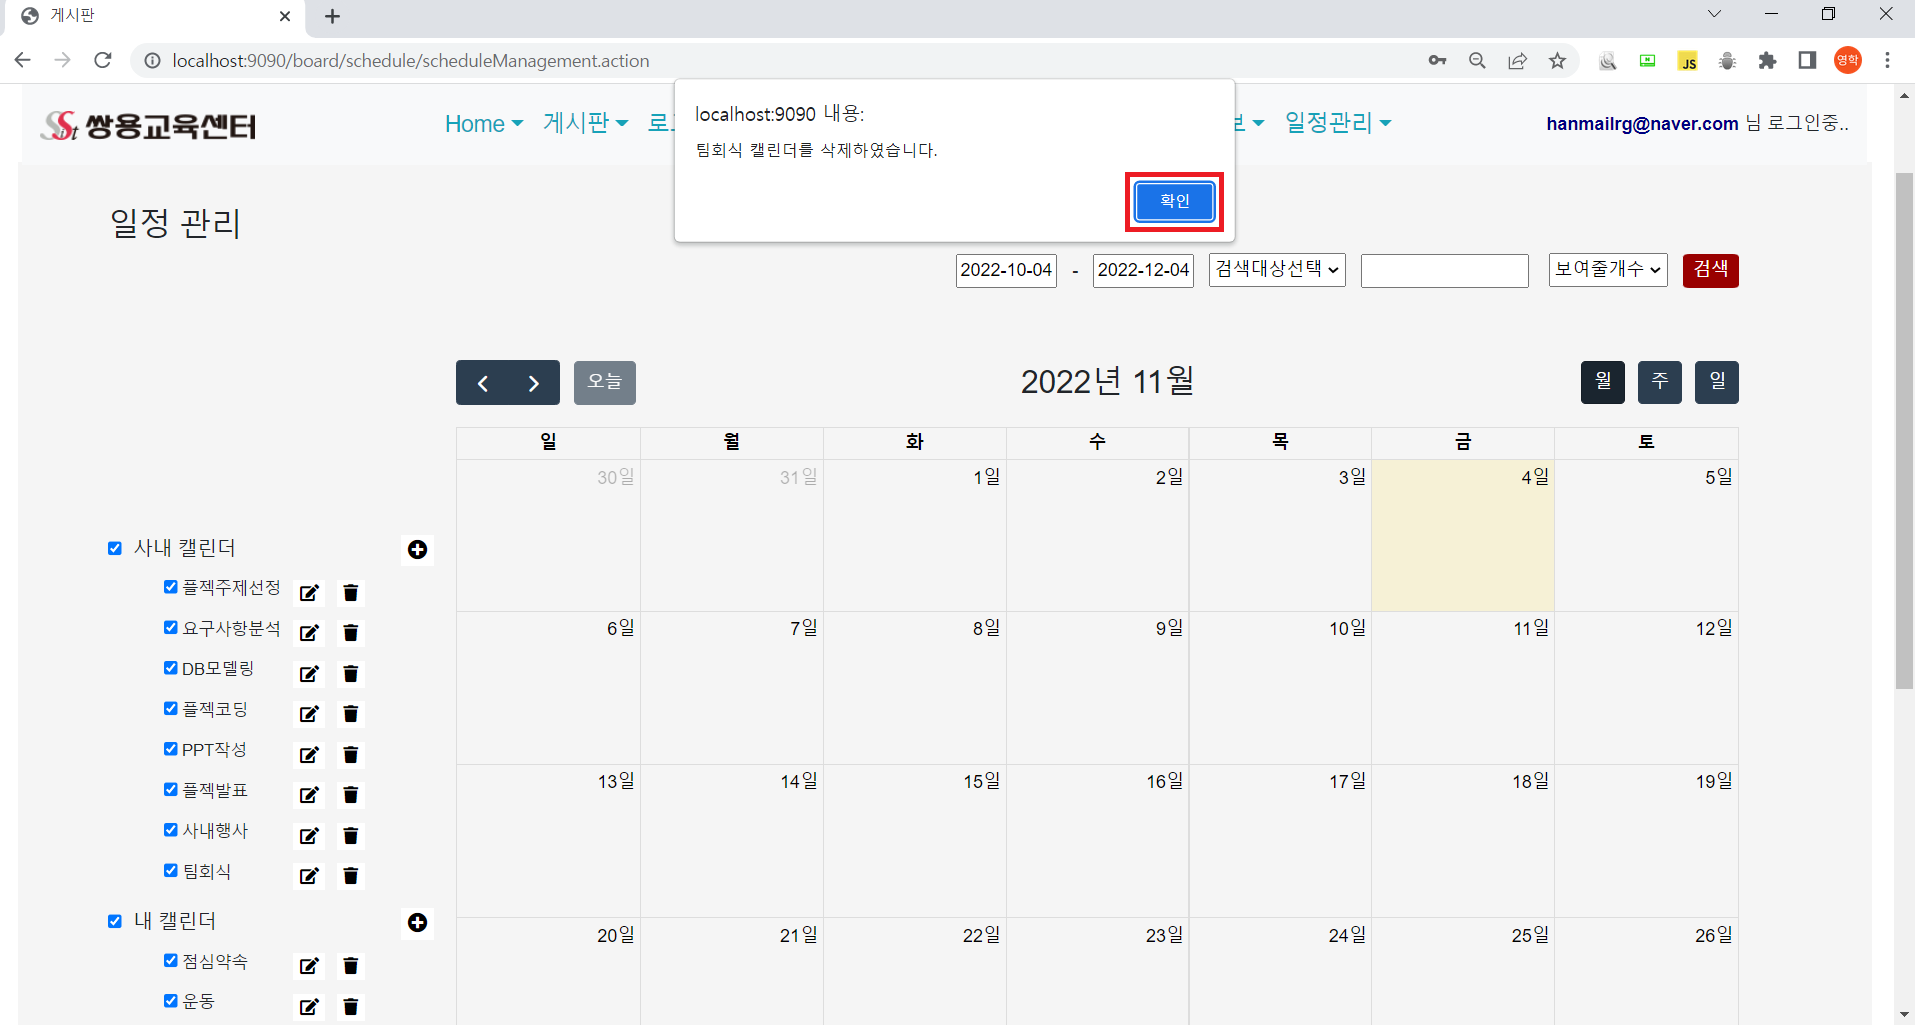 게시판
localhost:9090/board/schedule/scheduleManagement.action
JS
영학
localhost:9090 내용:
팀회식 캘린더를 삭제하였습니다.
확인
SSist 쌍용교육센터
Home 게시판 로 보 일정관리 hanmailrg@naver.com 님 로그인중..
일정 관리
2022-10-04 - 2022-12-04 검색대상선택 보여줄개수 검색
오늘 2022년 11월 월 주 일
일 월 화 수 목 금 토
30일 31일 1일 2일 3일 4일 5일
6일 7일 8일 9일 10일 11일 12일
13일 14일 15일 16일 17일 18일 19일
20일 21일 22일 23일 24일 25일 26일
사내 캘린더
플젝주제선정
요구사항분석
DB모델링
플젝코딩
PPT작성
플젝발표
사내행사
팀회식
내 캘린더
점심약속
운동